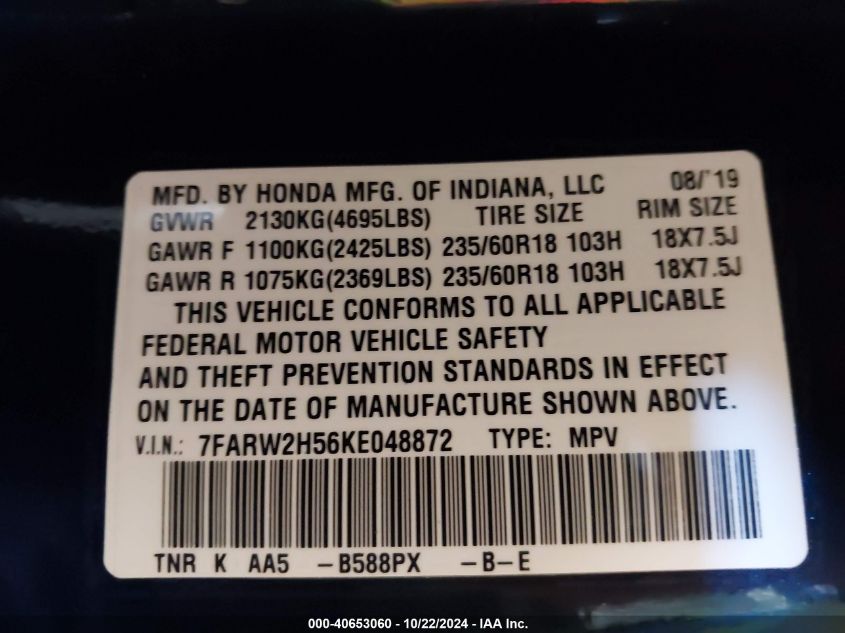 MFD. BY HONDA MFG. OF INDIANA, LLC 08/19
GVWR 2130KG(4695LBS) TIRE SIZE RIM SIZE
GAWR F 1100KG(2425LBS) 235/60R18 103H 18X7.5J
GAWR R 1075KG(2369LBS) 235/60R18 103H 18X7.5J
THIS VEHICLE CONFORMS TO ALL APPLICABLE
FEDERAL MOTOR VEHICLE SAFETY
AND THEFT PREVENTION STANDARDS IN EFFECT
ON THE DATE OF MANUFACTURE SHOWN ABOVE.
V.I.N.: 7FARW2H56KE048872 TYPE: MPV
TNR K AA5 -B588PX -B-E
000-40653060 - 10/22/2024 - IAA Inc.